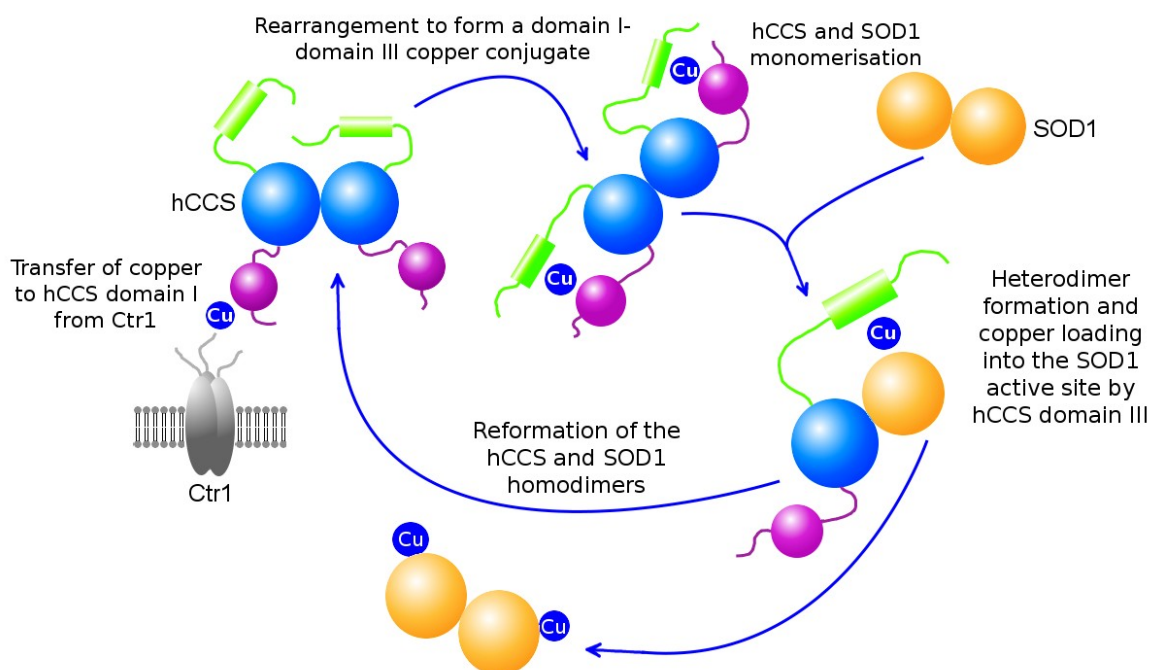 Rearrangement to form a domain I-
domain III copper conjugate
hCCS and SOD1
monomerisation
Cu
SOD1
hCCS
Transfer of copper
to hCCS domain I
from Ctr1
Cu
Cu
Heterodimer
formation and
copper loading
into the SOD1
active site by
hCCS domain III
Cu
Reformation of the
hCCS and SOD1
homodimers
Ctr1
Cu
Cu